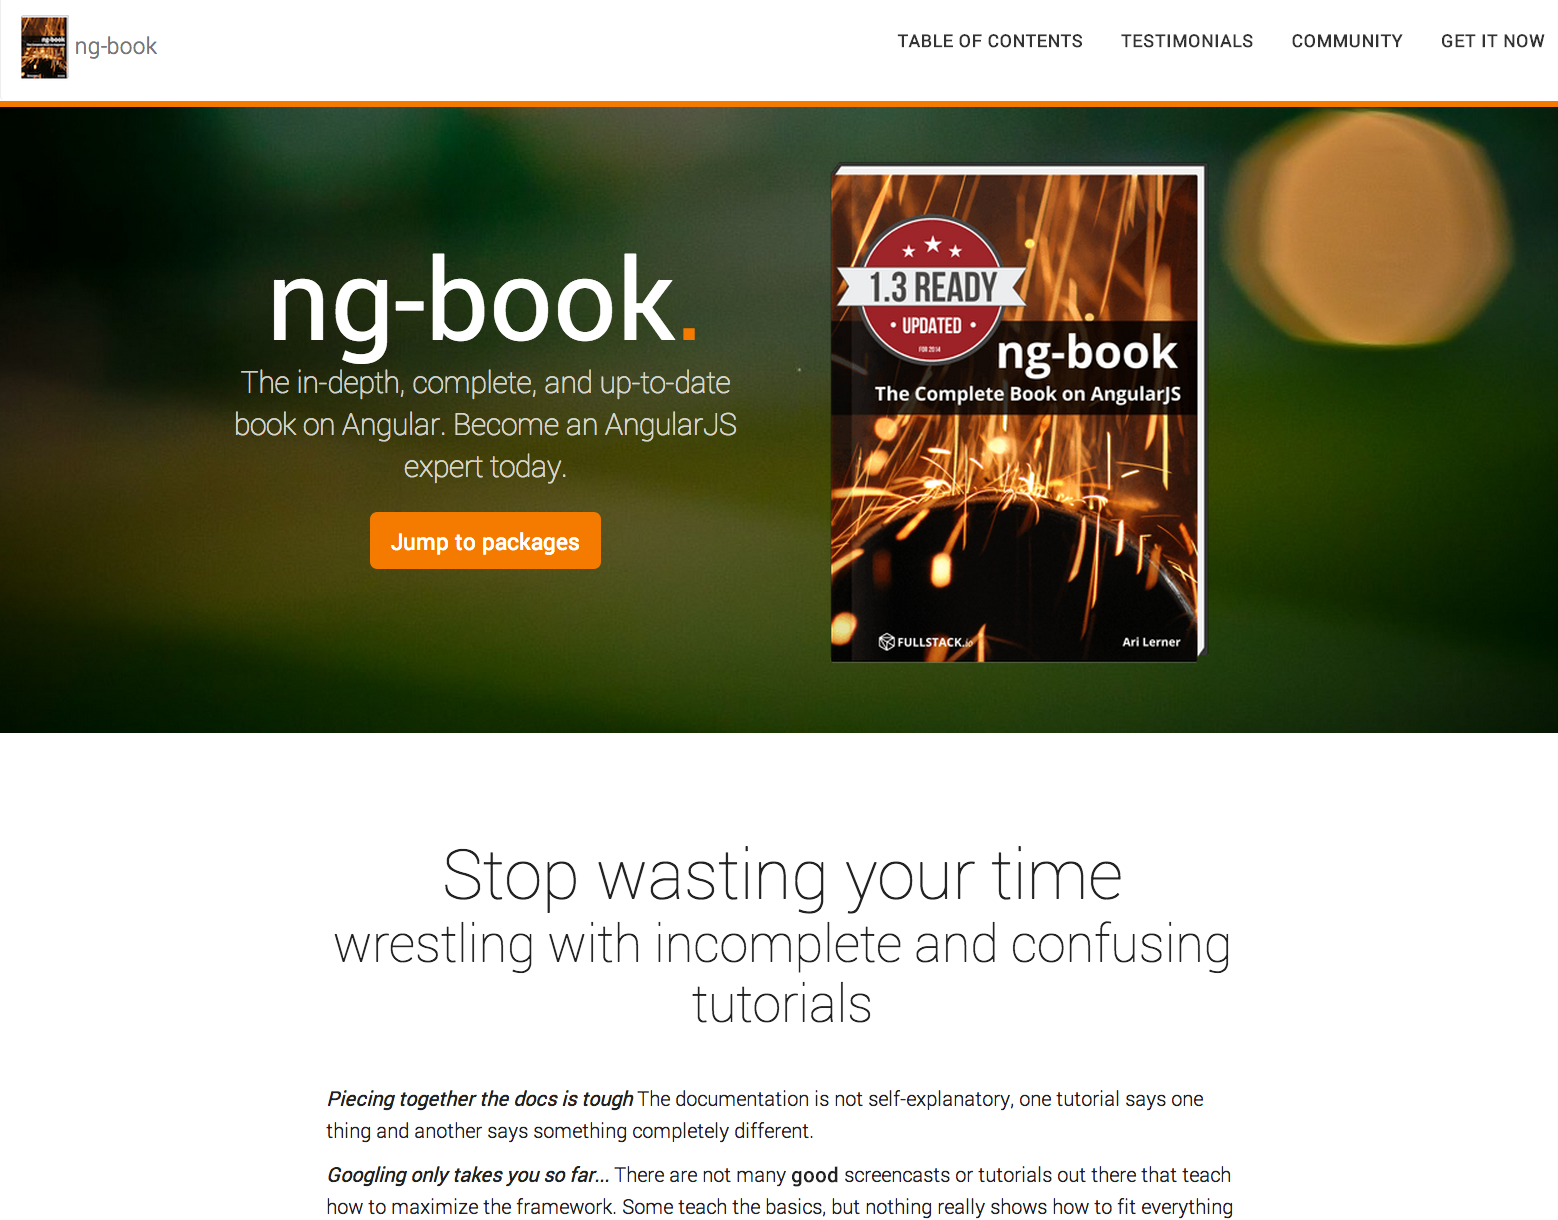 ng-book
TABLE OF CONTENTS
TESTIMONIALS
COMMUNITY
GET IT NOW
ng-book.
The in-depth, complete, and up-to-date
book on Angular. Become an AngularJS
expert today.
Jump to packages
1.3 READY
• UPDATED •
FOR 2014
ng-book
The Complete Book on AngularJS
FULLSTACK.io
Ari Lerner
Stop wasting your time
wrestling with incomplete and confusing
tutorials
Piecing together the docs is tough The documentation is not self-explanatory, one tutorial says one
thing and another says something completely different.
Googling only takes you so far... There are not many good screencasts or tutorials out there that teach
how to maximize the framework. Some teach the basics, but nothing really shows how to fit everything